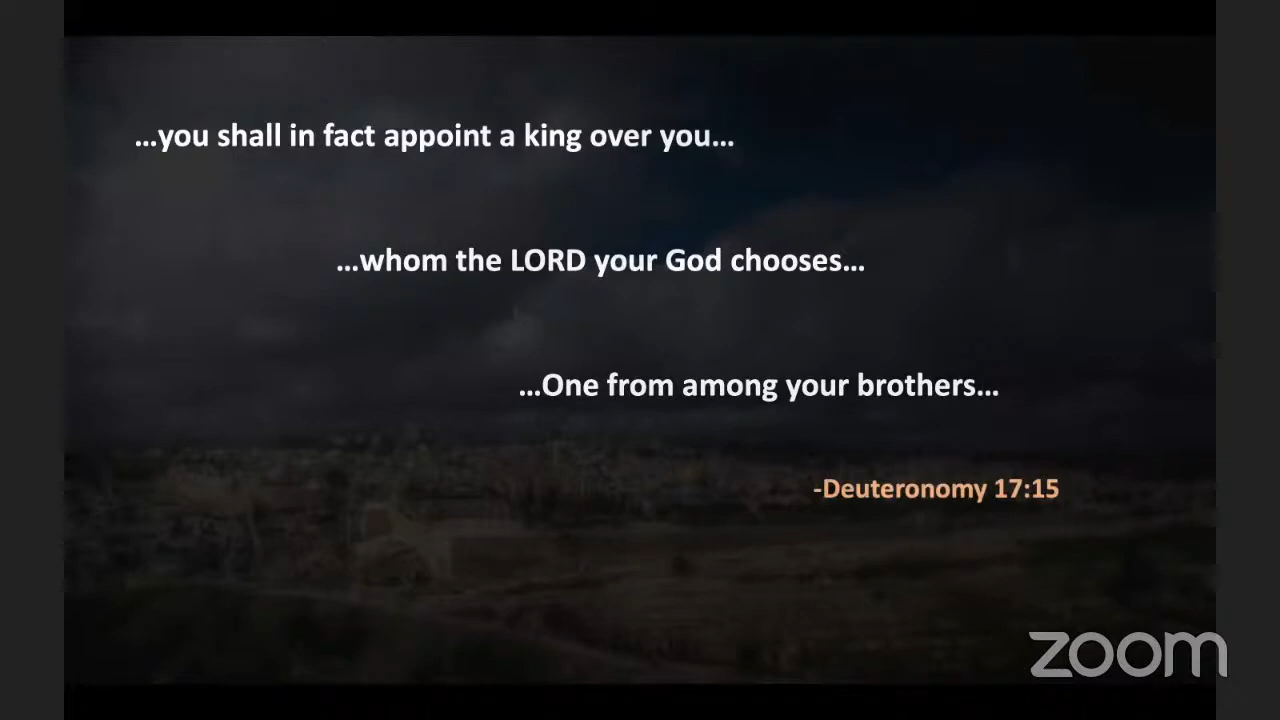 …you shall in fact appoint a king over you…
…whom the LORD your God chooses…
…One from among your brothers…
-Deuteronomy 17:15
zoom